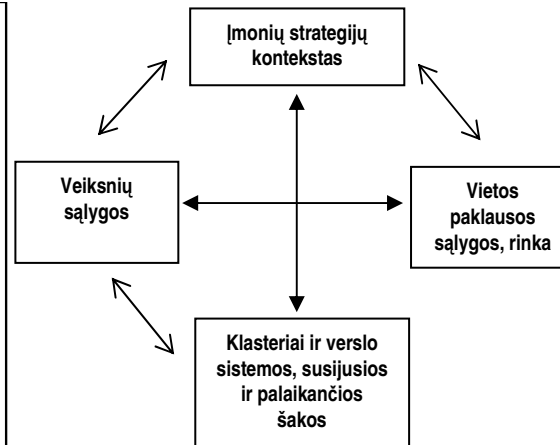 Įmonių strategijų
kontekstas
Veiksnių
sąlygos
Vietos
paklausos
sąlygos, rinka
Klasteriai ir verslo
sistemos, susijusios
ir palaikančios
šakos